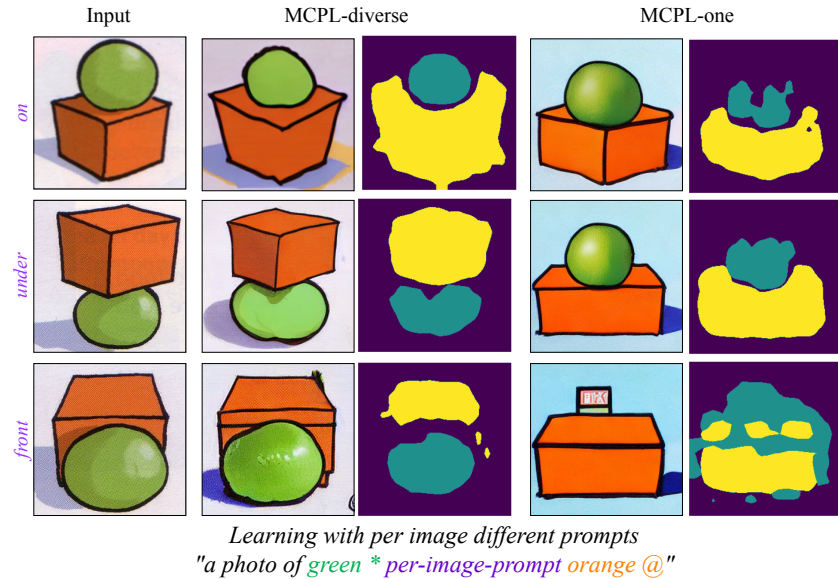 Input MCPL-diverse MCPL-one
on
under
front
Learning with per image different prompts
"a photo of green * per-image-prompt orange @"